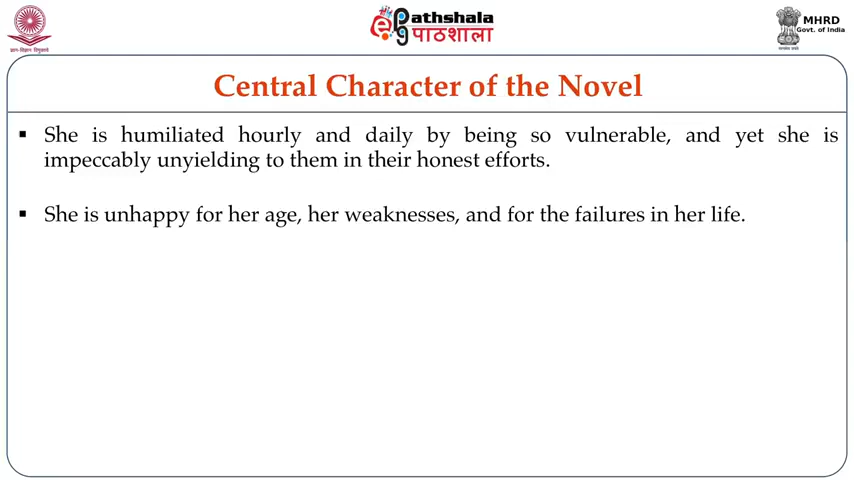 ePathshala
पाठशाला
MHRD
Govt. of India
Central Character of the Novel
▪ She is humiliated hourly and daily by being so vulnerable, and yet she is
impeccably unyielding to them in their honest efforts.
▪ She is unhappy for her age, her weaknesses, and for the failures in her life.